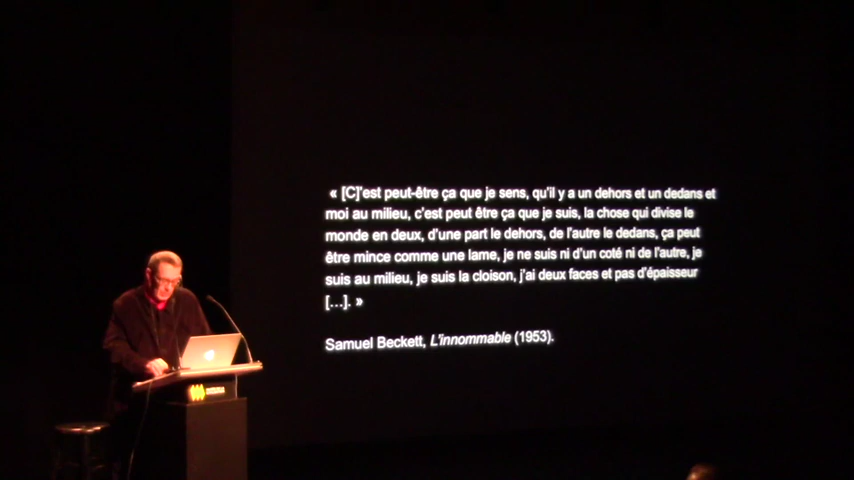 « [C]'est peut-être ça que je sens, qu'il y a un dehors et un dedans et
moi au milieu, c'est peut être ça que je suis, la chose qui divise le
monde en deux, d'une part le dehors, de l'autre le dedans, ça peut
être mince comme une lame, je ne suis ni d'un coté ni de l'autre, je
suis au milieu, je suis la cloison, j'ai deux faces et pas d'épaisseur
[…]. »
Samuel Beckett, L'innommable (1953).